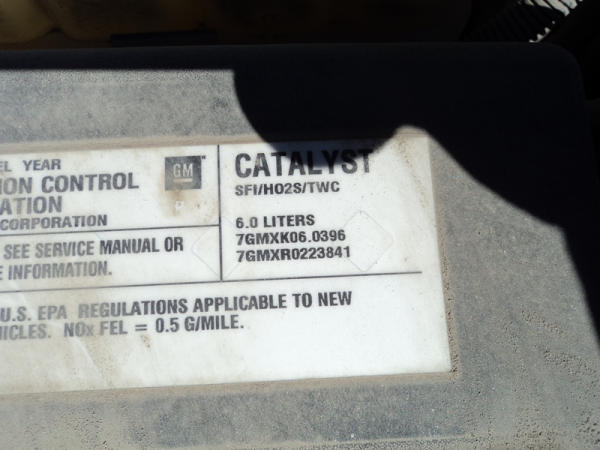 EL YEAR
ION CONTROL
ATION
CORPORATION
GM
SEE SERVICE MANUAL OR
E INFORMATION.
CATALYST
SFI/HO2S/TWC
6.0 LITERS
7GMXK06.0396
7GMXR0223841
U.S. EPA REGULATIONS APPLICABLE TO NEW
HICLES. NOx FEL = 0.5 G/MILE.